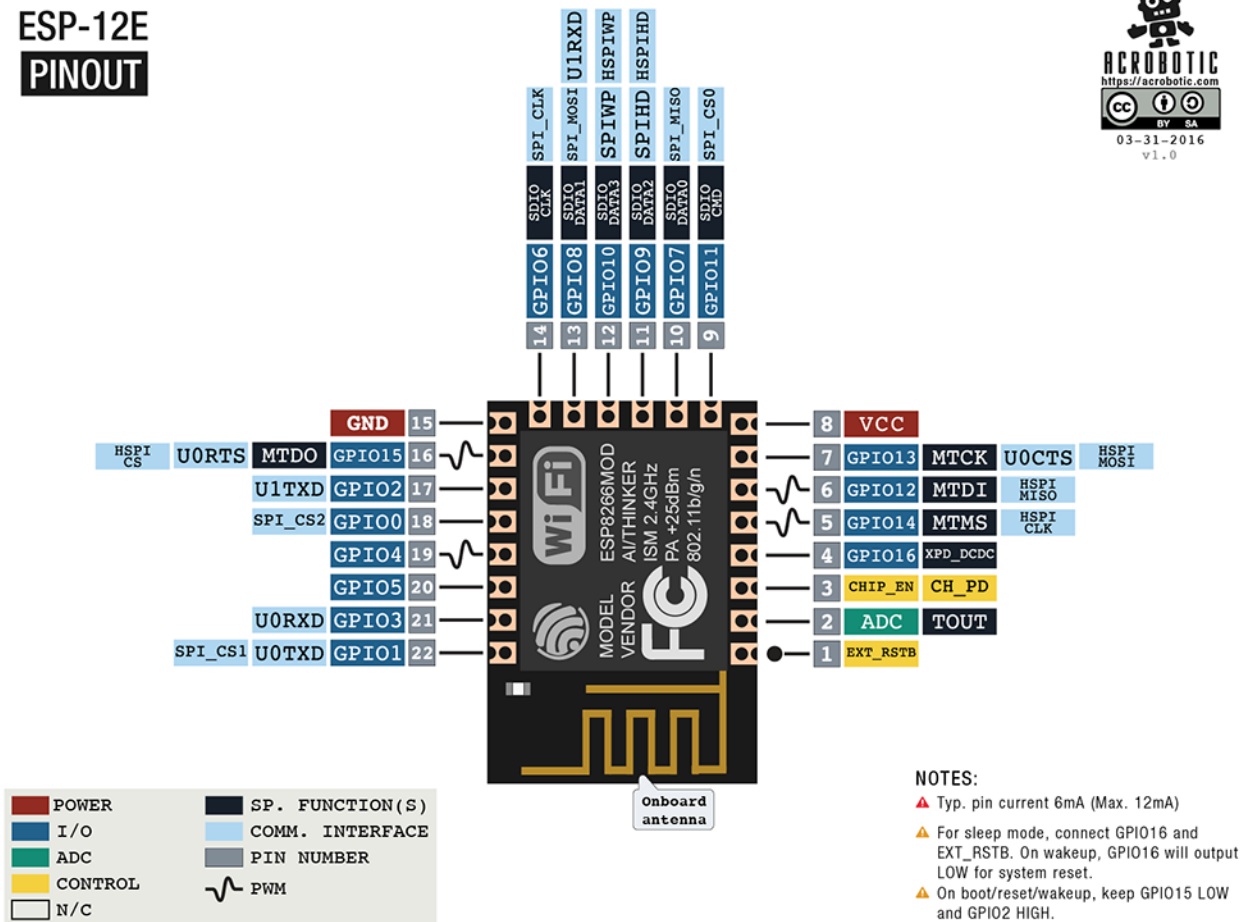 ESP-12E
PINOUT
ACROBOTIC
https://acrobotic.com
cc BY SA
03-31-2016
v1.0
SPI_CLK
SDIO CLK
GPIO6
14
U1RXD
SPI_MOSI
SDIO DATA1
GPIO8
13
HSPIWP
SPIWP
SDIO DATA3
GPIO10
12
HSPIHD
SPIHD
SDIO DATA2
GPIO9
11
SPI_MISO
SDIO DATA0
GPIO7
10
SPI_CS0
SDIO CMD
GPIO11
9
GND 15
HSPI CS U0RTS MTDO GPIO15 16
U1TXD GPIO2 17
SPI_CS2 GPIO0 18
GPIO4 19
GPIO5 20
U0RXD GPIO3 21
SPI_CS1 U0TXD GPIO1 22
WiFi
MODEL ESP8266MOD
VENDOR AI/THINKER
ISM 2.4GHz
PA +25dBm
802.11b/g/n
FC
8 VCC
7 GPIO13 MTCK U0CTS HSPI MOSI
6 GPIO12 MTDI HSPI MISO
5 GPIO14 MTMS HSPI CLK
4 GPIO16 XPD_DCDC
3 CHIP_EN CH_PD
2 ADC TOUT
1 EXT_RSTB
Onboard
antenna
POWER
I/O
ADC
CONTROL
N/C
SP. FUNCTION(S)
COMM. INTERFACE
PIN NUMBER
PWM
NOTES:
Typ. pin current 6mA (Max. 12mA)
For sleep mode, connect GPIO16 and
EXT_RSTB. On wakeup, GPIO16 will output
LOW for system reset.
On boot/reset/wakeup, keep GPIO15 LOW
and GPIO2 HIGH.